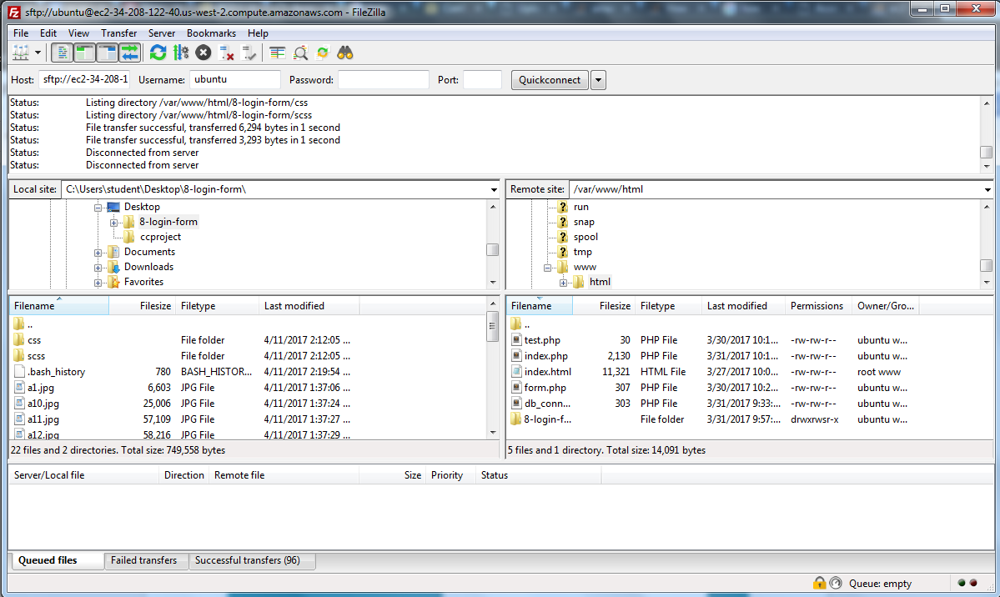 sftp://ubuntu@ec2-34-208-122-40.us-west-2.compute.amazonaws.com - FileZilla
File Edit View Transfer Server Bookmarks Help
Host: sftp://ec2-34-208-1 Username: ubuntu Password: Port: Quickconnect
Status: Listing directory /var/www/html/8-login-form/css
Status: Listing directory /var/www/html/8-login-form/scss
Status: File transfer successful, transferred 6,294 bytes in 1 second
Status: File transfer successful, transferred 3,293 bytes in 1 second
Status: Disconnected from server
Status: Disconnected from server
Local site: C:\Users\student\Desktop\8-login-form\
Desktop
8-login-form
ccproject
Documents
Downloads
Favorites
Filename Filesize Filetype Last modified
..
css File folder 4/11/2017 2:12:05 ...
scss File folder 4/11/2017 2:12:05 ...
.bash_history 780 BASH_HISTOR... 4/11/2017 2:19:54 ...
a1.jpg 6,603 JPG File 4/11/2017 1:37:06 ...
a10.jpg 25,006 JPG File 4/11/2017 1:37:24 ...
a11.jpg 57,109 JPG File 4/11/2017 1:37:27 ...
a12.jpg 58,216 JPG File 4/11/2017 1:37:29 ...
22 files and 2 directories. Total size: 749,558 bytes
Remote site: /var/www/html
? run
? snap
? spool
? tmp
www
html
Filename Filesize Filetype Last modified Permissions Owner/Gro...
..
test.php 30 PHP File 3/30/2017 10:1... -rw-rw-r-- ubuntu w...
index.php 2,130 PHP File 3/31/2017 10:1... -rw-rw-r-- ubuntu w...
index.html 11,321 HTML File 3/27/2017 10:0... -rw-rw-r-- root www
form.php 307 PHP File 3/30/2017 10:2... -rw-rw-r-- ubuntu w...
db_conn... 303 PHP File 3/31/2017 9:33:... -rw-rw-r-- ubuntu w...
8-login-f... File folder 3/31/2017 9:57:... drwxrwsr-x ubuntu w...
5 files and 1 directory. Total size: 14,091 bytes
Server/Local file Direction Remote file Size Priority Status
Queued files Failed transfers Successful transfers (96)
Queue: empty